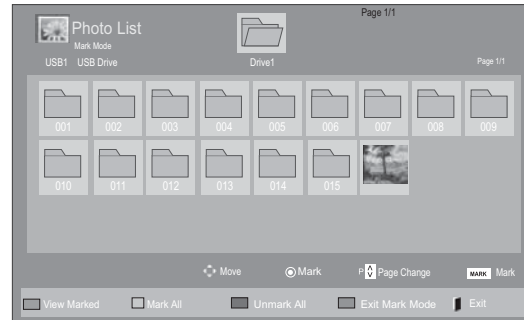 Page 1/1
Photo List
Mark Mode
USB1 USB Drive
Drive1
Page 1/1
001 002 003 004 005 006 007 008 009
010 011 012 013 014 015
Move Mark P Page Change MARK Mark
View Marked Mark All Unmark All Exit Mark Mode Exit